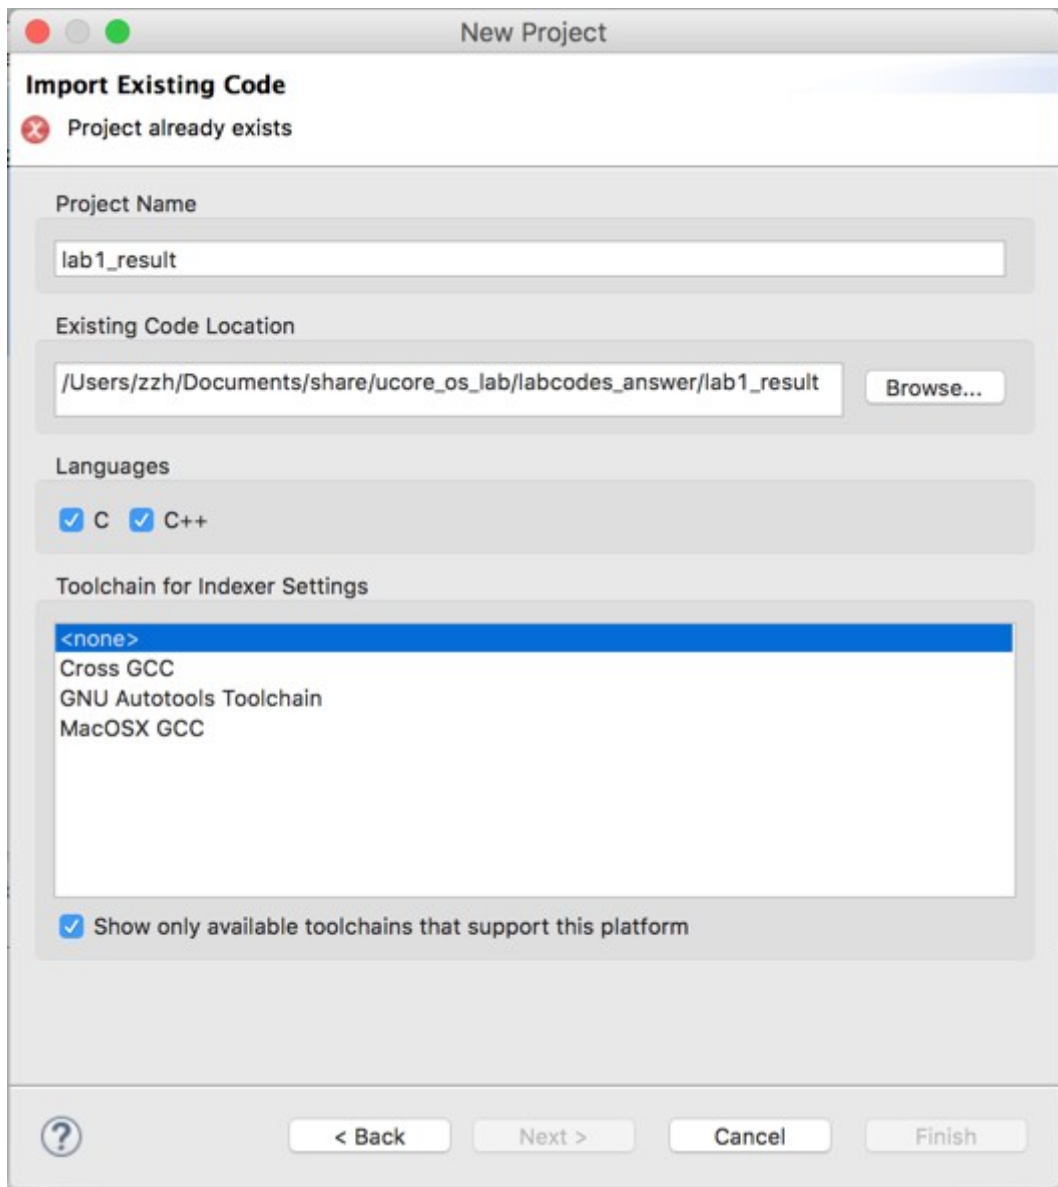 New Project
Import Existing Code
Project already exists
Project Name
lab1_result
Existing Code Location
/Users/zzh/Documents/share/ucore_os_lab/labcodes_answer/lab1_result
Browse...
Languages
C C++
Toolchain for Indexer Settings
<none>
Cross GCC
GNU Autotools Toolchain
MacOSX GCC
Show only available toolchains that support this platform
? < Back Next > Cancel Finish